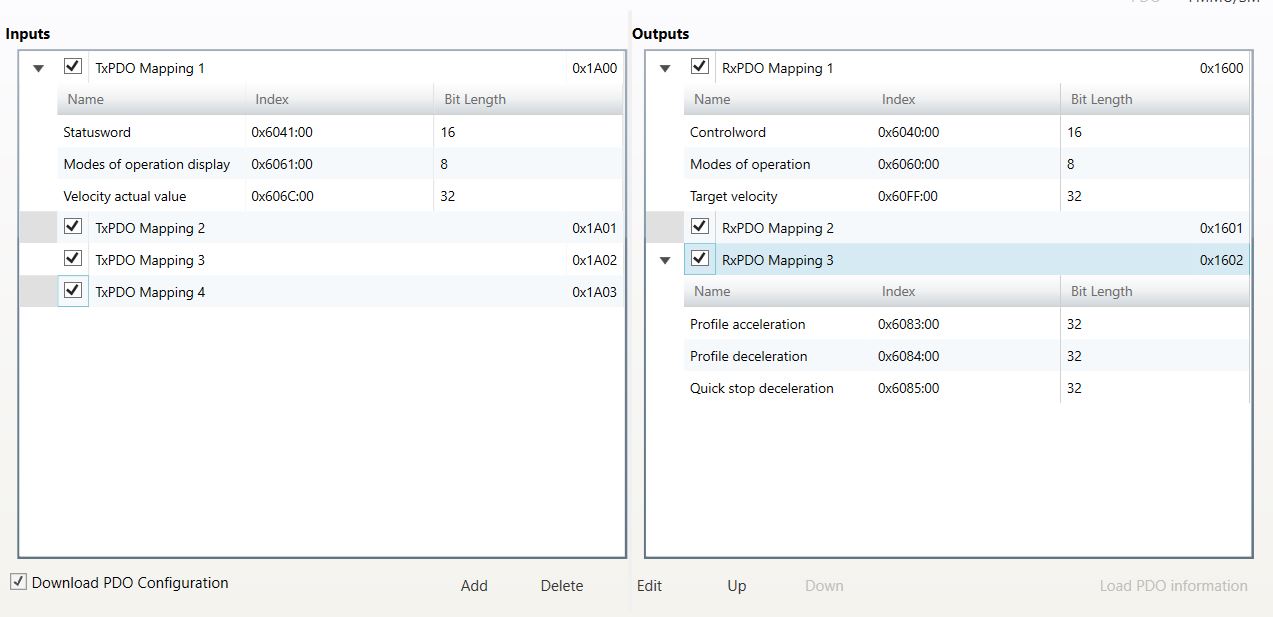 Inputs
TxPDO Mapping 1 0x1A00
Name Index Bit Length
Statusword 0x6041:00 16
Modes of operation display 0x6061:00 8
Velocity actual value 0x606C:00 32
TxPDO Mapping 2 0x1A01
TxPDO Mapping 3 0x1A02
TxPDO Mapping 4 0x1A03
Outputs
RxPDO Mapping 1 0x1600
Name Index Bit Length
Controlword 0x6040:00 16
Modes of operation 0x6060:00 8
Target velocity 0x60FF:00 32
RxPDO Mapping 2 0x1601
RxPDO Mapping 3 0x1602
Name Index Bit Length
Profile acceleration 0x6083:00 32
Profile deceleration 0x6084:00 32
Quick stop deceleration 0x6085:00 32
Download PDO Configuration Add Delete Edit Up Down Load PDO information